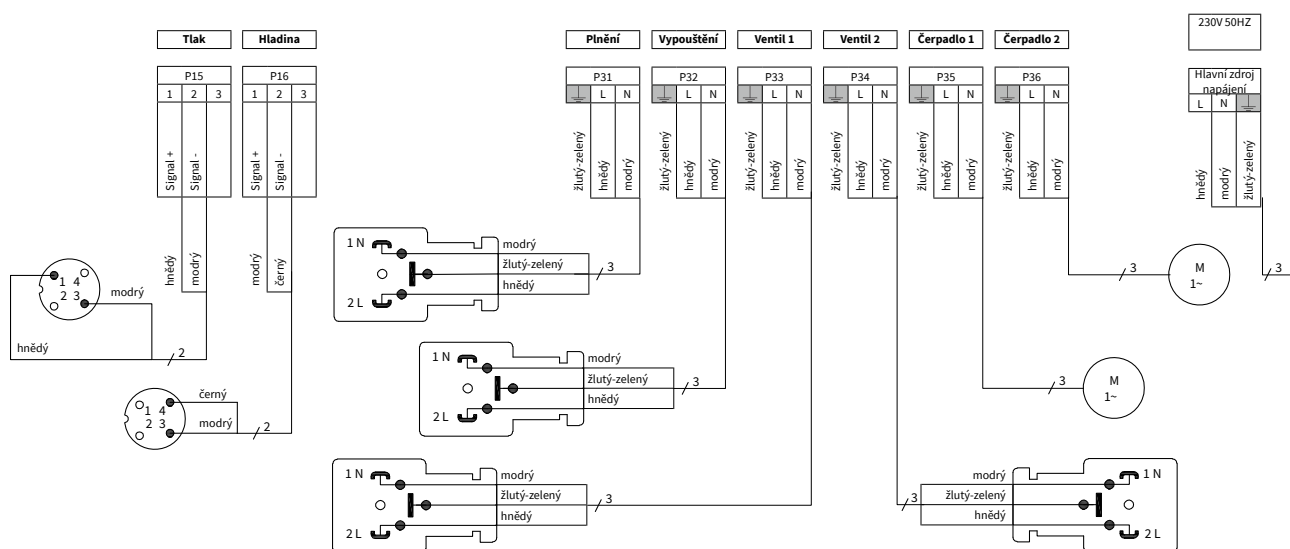 Tlak
Hladina
Plnění
Vypouštění
Ventil 1
Ventil 2
Čerpadlo 1
Čerpadlo 2
230V 50HZ
P15
1 2 3
Signal +
Signal -
hnědý
modrý
P16
1 2 3
Signal +
Signal -
modrý
černý
P31
L N
žlutý-zelený
hnědý
modrý
P32
L N
žlutý-zelený
hnědý
modrý
P33
L N
žlutý-zelený
hnědý
modrý
P34
L N
žlutý-zelený
hnědý
modrý
P35
L N
žlutý-zelený
hnědý
modrý
P36
L N
žlutý-zelený
hnědý
modrý
Hlavní zdroj
napájení
L N
hnědý
modrý
žlutý-zelený
3
1 4
2 3
modrý
hnědý
2
1 4
2 3
černý
modrý
2
1 N
2 L
modrý
žlutý-zelený
hnědý
3
1 N
2 L
modrý
žlutý-zelený
hnědý
3
1 N
2 L
modrý
žlutý-zelený
hnědý
3
3
modrý
žlutý-zelený
hnědý
1 N
2 L
3
M
1~
3
M
1~